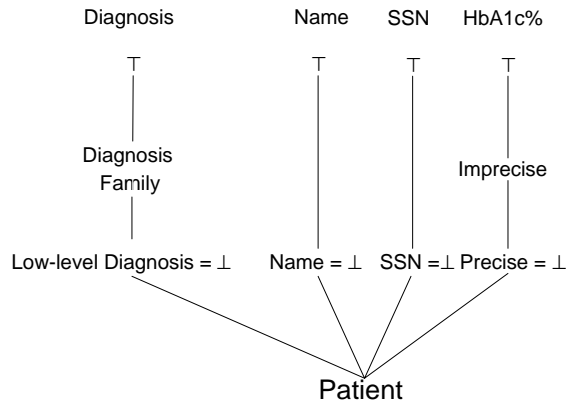 Diagnosis Name SSN HbA1c%
⊤ ⊤ ⊤ ⊤
Diagnosis
Family
Imprecise
Low-level Diagnosis = ⊥ Name = ⊥ SSN =⊥ Precise = ⊥
Patient